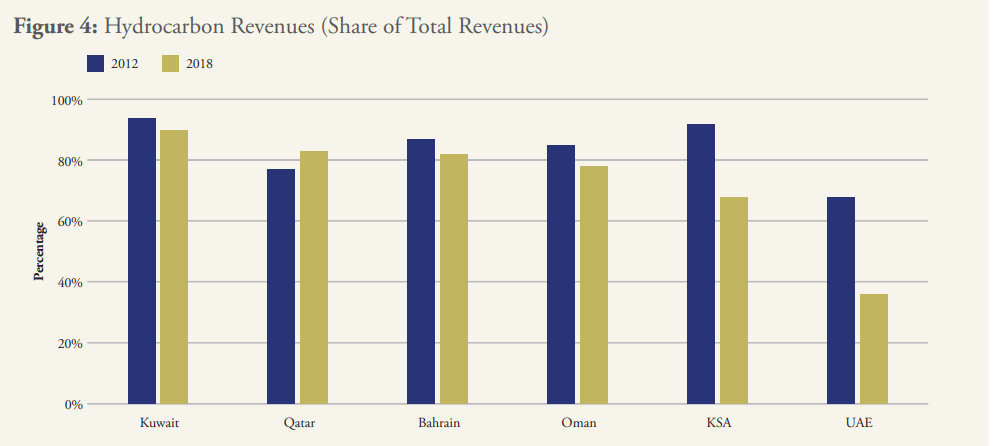 Figure 4: Hydrocarbon Revenues (Share of Total Revenues)
2012 2018
100%
80%
60%
40%
20%
0%
Percentage
Kuwait Qatar Bahrain Oman KSA UAE